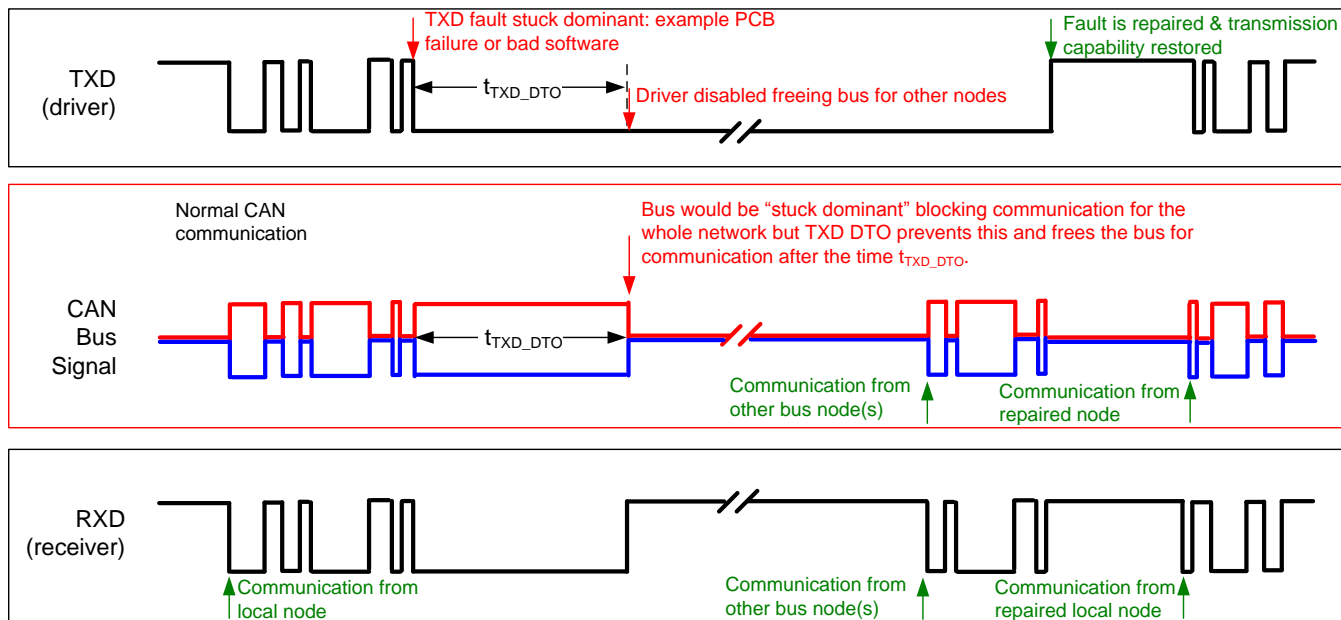 TXD fault stuck dominant: example PCB
failure or bad software
Fault is repaired & transmission
capability restored
TXD
(driver)
tTXD_DTO
Driver disabled freeing bus for other nodes
Normal CAN
communication
Bus would be “stuck dominant” blocking communication for the
whole network but TXD DTO prevents this and frees the bus for
communication after the time tTXD_DTO.
CAN
Bus
Signal
tTXD_DTO
Communication from
other bus node(s)
Communication from
repaired node
RXD
(receiver)
Communication from
local node
Communication from
other bus node(s)
Communication from
repaired local node